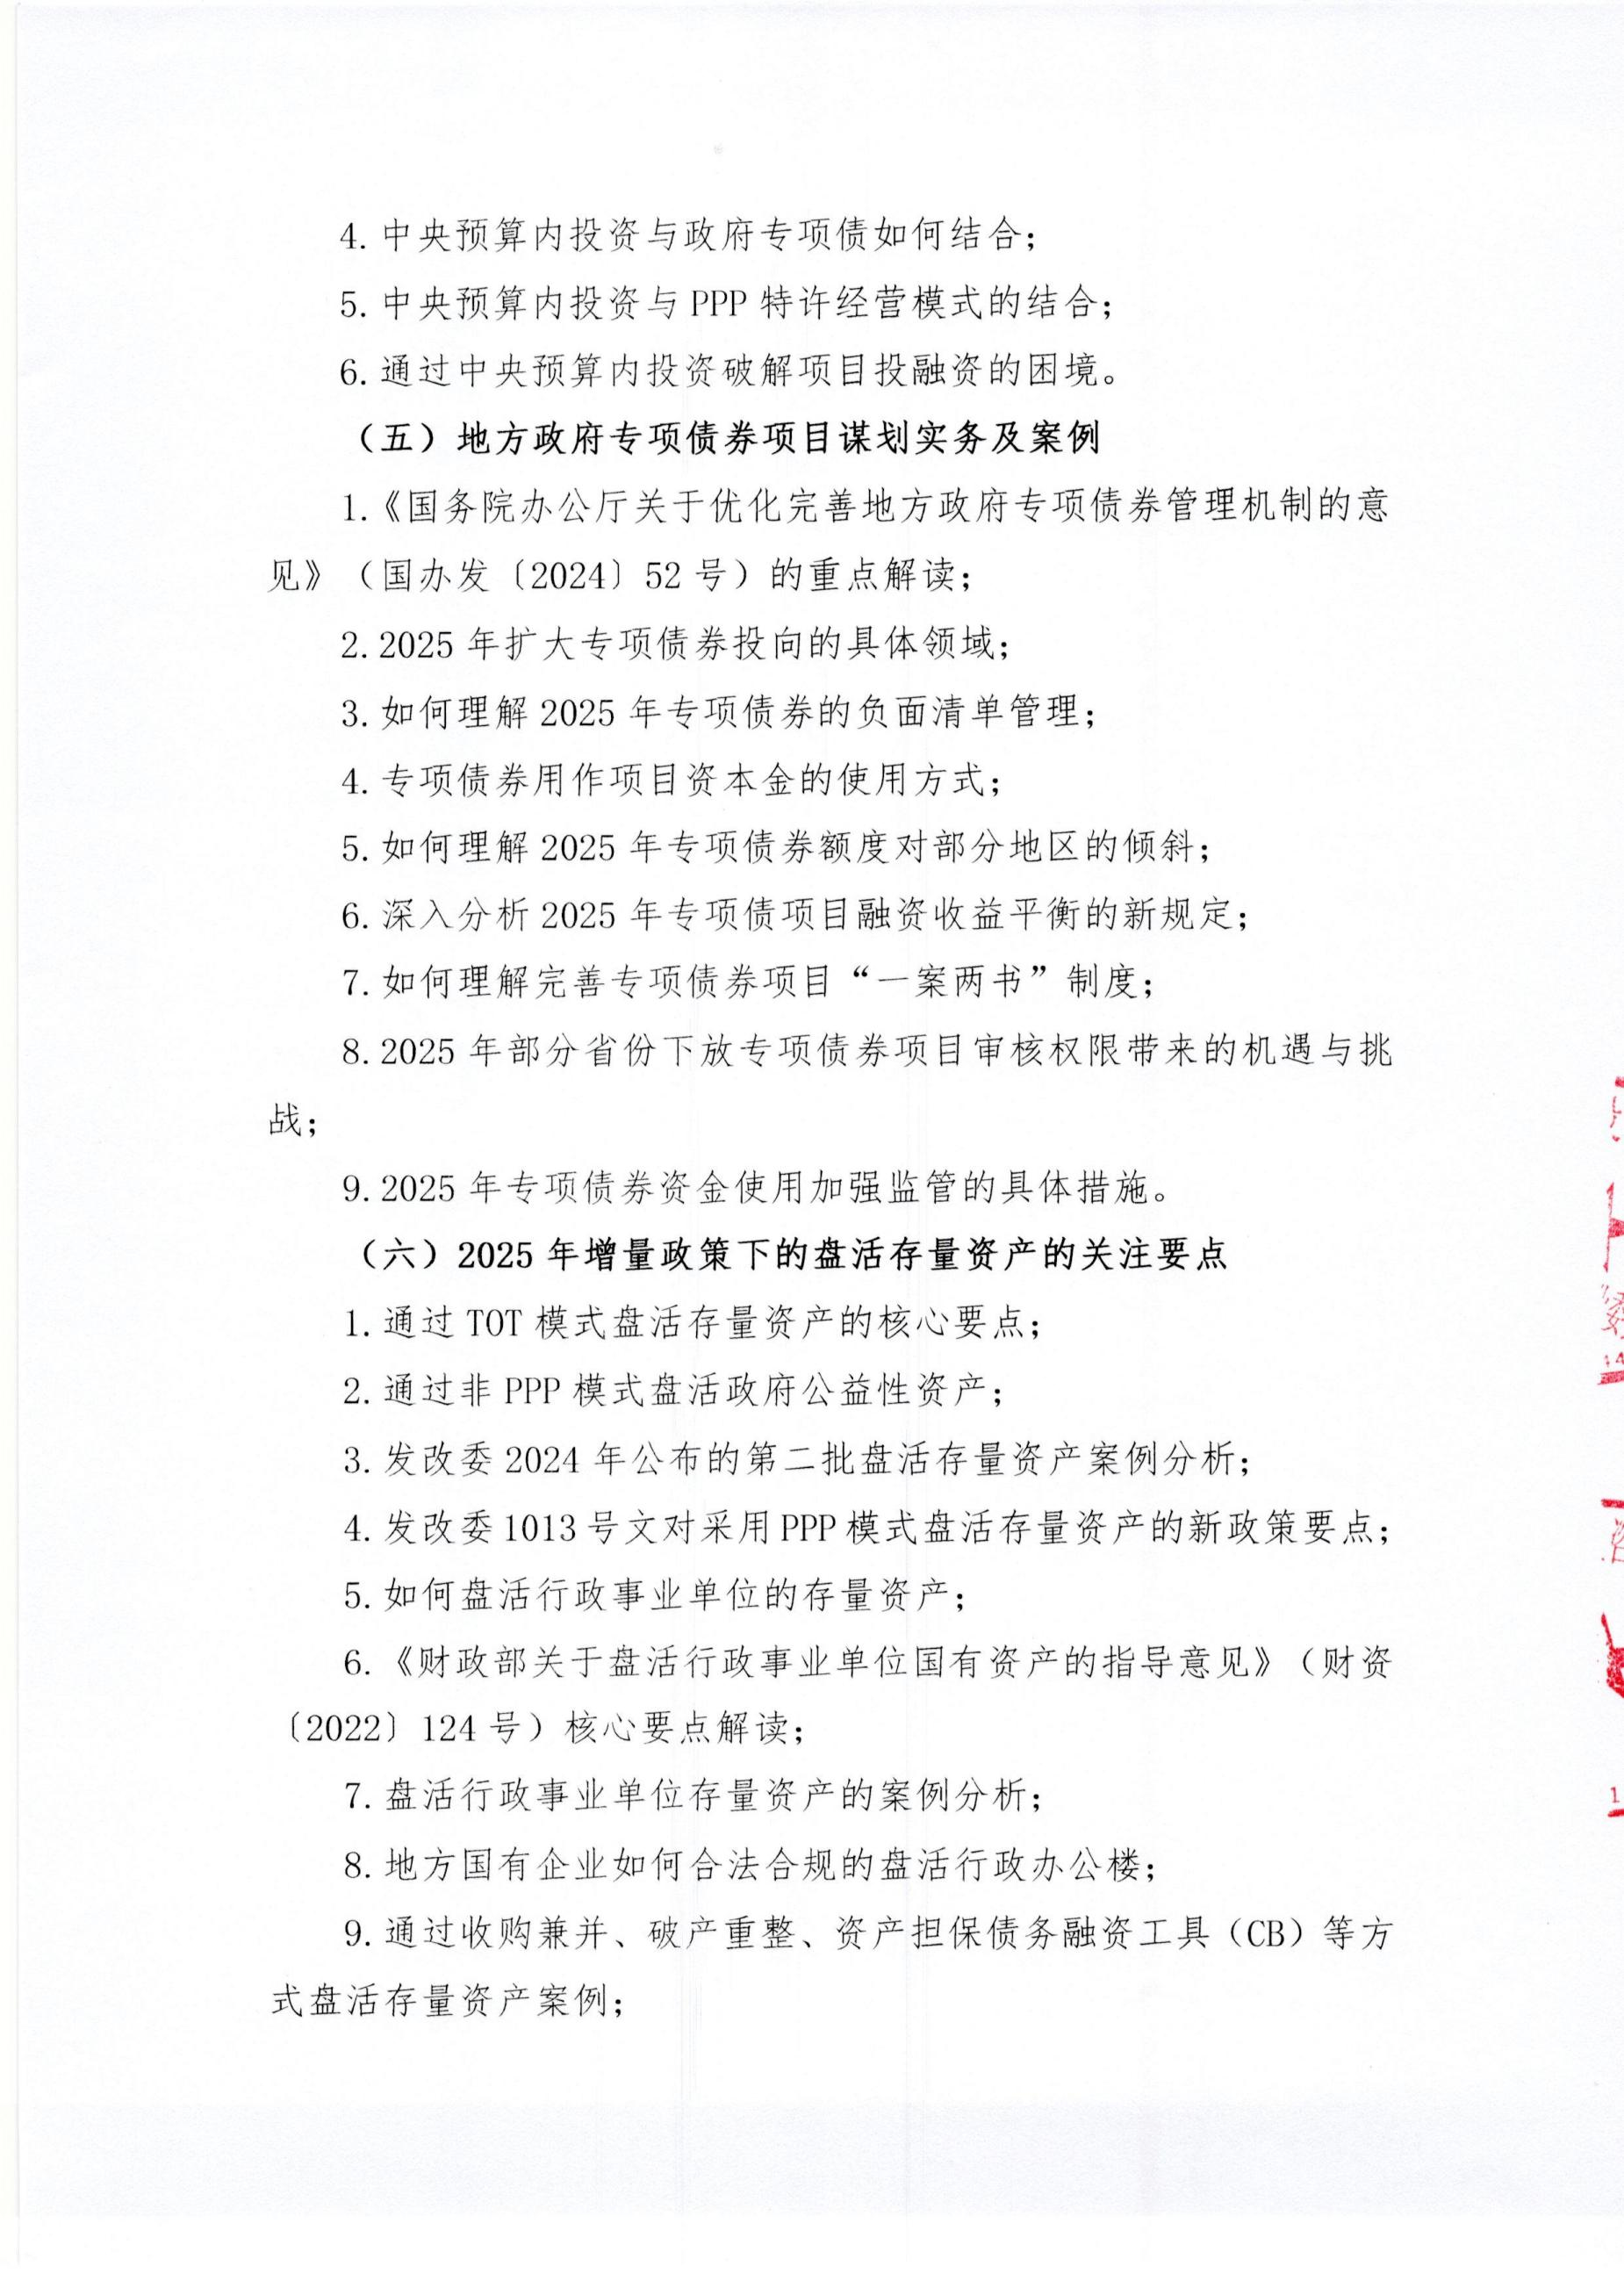 4.中央预算内投资与政府专项债如何结合；
5.中央预算内投资与 PPP 特许经营模式的结合；
6.通过中央预算内投资破解项目投融资的困境。
（五）地方政府专项债券项目谋划实务及案例
1.《国务院办公厅关于优化完善地方政府专项债券管理机制的意
见》（国办发〔2024〕52 号）的重点解读；
2.2025 年扩大专项债券投向的具体领域；
3.如何理解 2025 年专项债券的负面清单管理；
4.专项债券用作项目资本金的使用方式；
5.如何理解 2025 年专项债券额度对部分地区的倾斜；
6.深入分析 2025 年专项债项目融资收益平衡的新规定；
7.如何理解完善专项债券项目“一案两书”制度；
8.2025 年部分省份下放专项债券项目审核权限带来的机遇与挑
战；
9.2025 年专项债券资金使用加强监管的具体措施。
（六）2025 年增量政策下的盘活存量资产的关注要点
1.通过 TOT 模式盘活存量资产的核心要点；
2.通过非 PPP 模式盘活政府公益性资产；
3.发改委 2024 年公布的第二批盘活存量资产案例分析；
4.发改委 1013 号文对采用 PPP 模式盘活存量资产的新政策要点；
5.如何盘活行政事业单位的存量资产；
6.《财政部关于盘活行政事业单位国有资产的指导意见》（财资
〔2022〕124 号）核心要点解读；
7.盘活行政事业单位存量资产的案例分析；
8.地方国有企业如何合法合规的盘活行政办公楼；
9.通过收购兼并、破产重整、资产担保债务融资工具（CB）等方
式盘活存量资产案例；